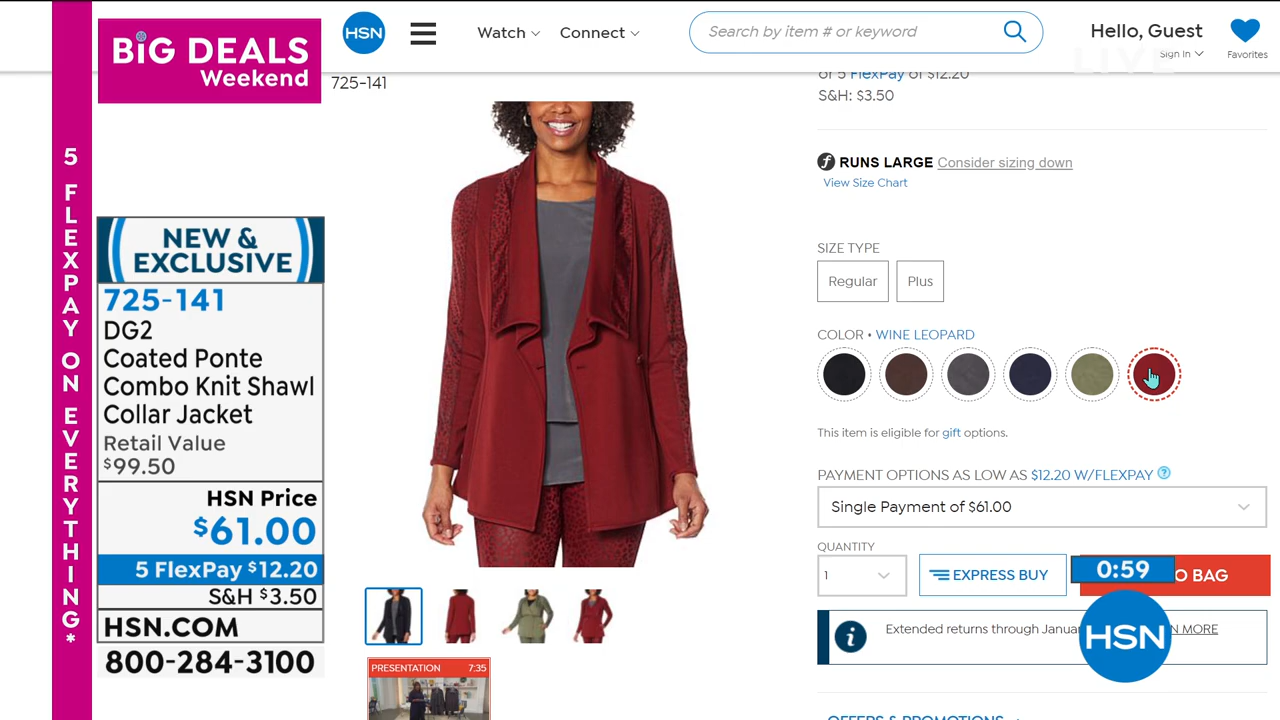 BiG DEALS
Weekend
5 FLEXPAY ON EVERYTHING*
NEW &
EXCLUSIVE
725-141
DG2
Coated Ponte
Combo Knit Shawl
Collar Jacket
Retail Value
$99.50
HSN Price
$61.00
5 FlexPay $12.20
S&H $3.50
HSN.COM
800-284-3100
HSN
Watch
Connect
Search by item # or keyword
Hello, Guest
Sign In
Favorites
LIVE
725-141
or 5 FlexPay of $12.20
S&H: $3.50
RUNS LARGE Consider sizing down
View Size Chart
SIZE TYPE
Regular
Plus
COLOR • WINE LEOPARD
This item is eligible for gift options.
PAYMENT OPTIONS AS LOW AS $12.20 W/FLEXPAY ?
Single Payment of $61.00
QUANTITY
1
EXPRESS BUY
0:59
O BAG
Extended returns through
N MORE
HSN
PRESENTATION 7:35
OFFERS & PROMOTIONS